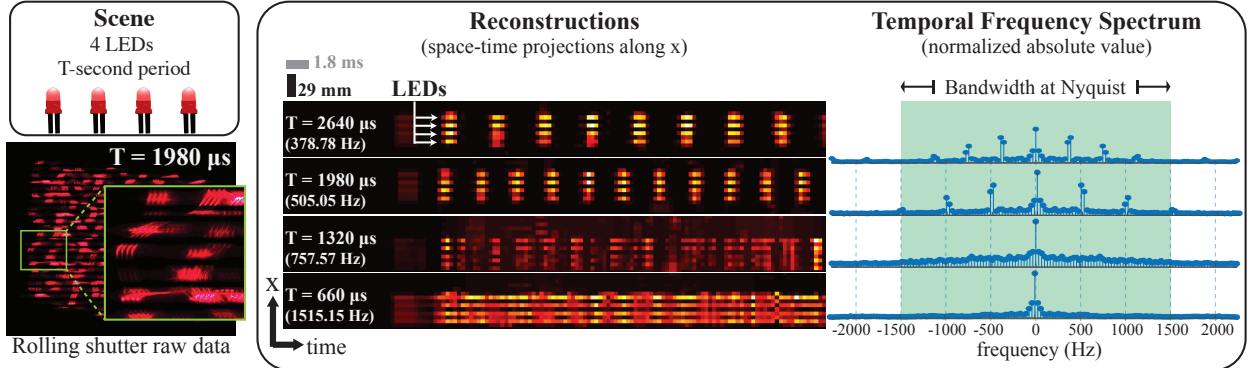 Scene
4 LEDs
T-second period
T = 1980 µs
Rolling shutter raw data
Reconstructions
(space-time projections along x)
1.8 ms
29 mm
LEDs
T = 2640 µs
(378.78 Hz)
T = 1980 µs
(505.05 Hz)
T = 1320 µs
(757.57 Hz)
T = 660 µs
(1515.15 Hz)
x
time
Temporal Frequency Spectrum
(normalized absolute value)
Bandwidth at Nyquist
-2000 -1500 -1000 -500 0 500 1000 1500 2000
frequency (Hz)